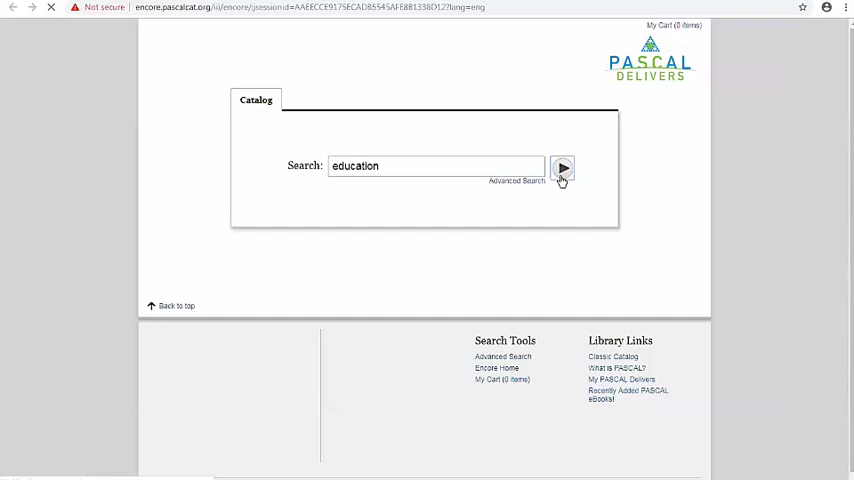 Not secure encore.pascalcat.org/iii/encore/;jsessionid=AAEECCE9175ECADB5545AFE8B1338D12?lang=eng
My Cart (0 items)
PASCAL
DELIVERS
Catalog
Search: education
Advanced Search
Back to top
Search Tools
Advanced Search
Encore Home
My Cart (0 items)
Library Links
Classic Catalog
What is PASCAL?
My PASCAL Delivers
Recently Added PASCAL
eBooks!